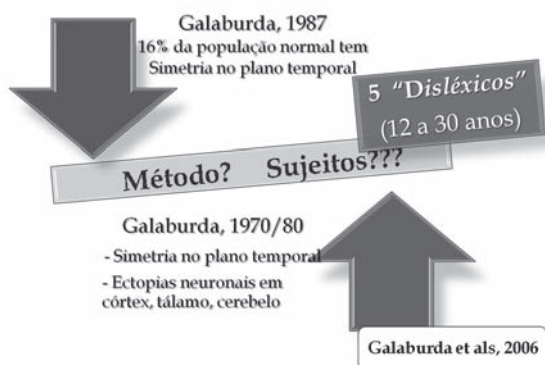 Galaburda, 1987
16% da população normal tem
Simetria no plano temporal
5 “Disléxicos”
(12 a 30 anos)
Método? Sujeitos???
Galaburda, 1970/80
- Simetria no plano temporal
- Ectopias neuronais em
córtex, tálamo, cerebelo
Galaburda et als, 2006